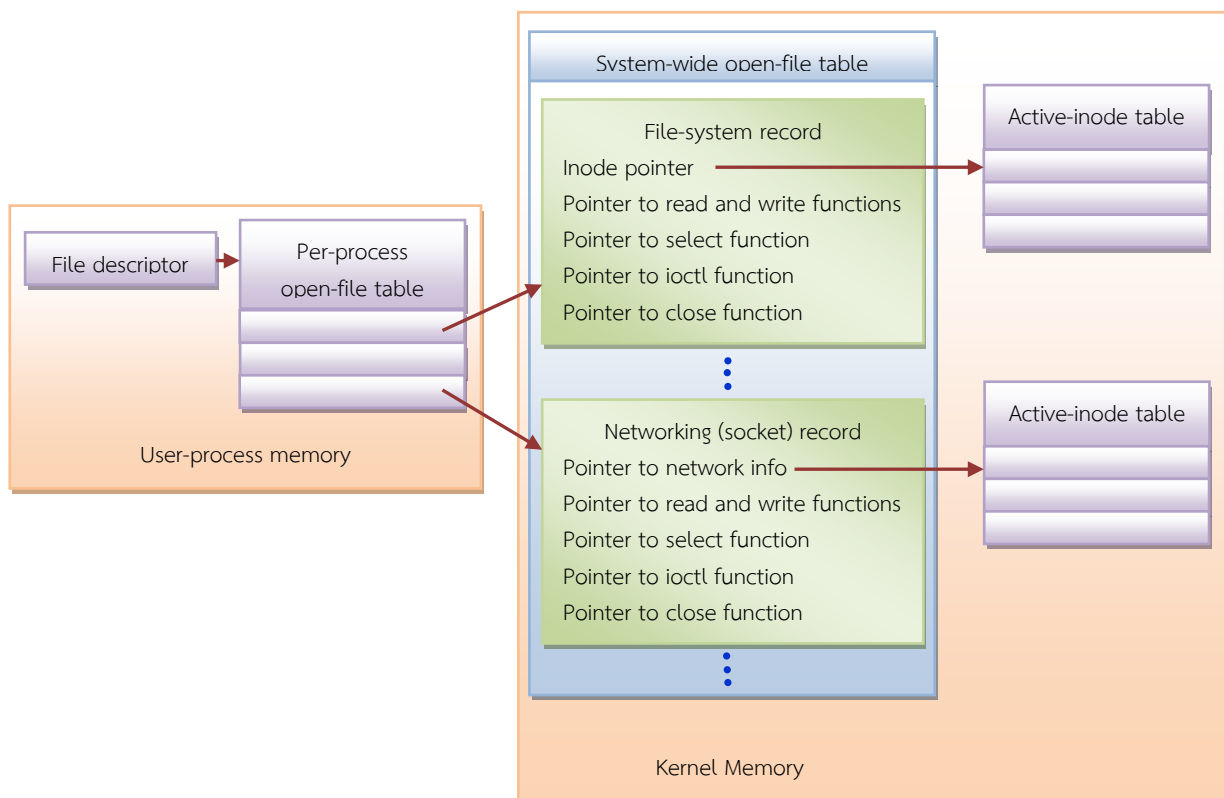 System-wide open-file table
File-system record
Inode pointer
Pointer to read and write functions
Pointer to select function
Pointer to ioctl function
Pointer to close function
Active-inode table
File descriptor
Per-process
open-file table
User-process memory
Networking (socket) record
Pointer to network info
Pointer to read and write functions
Pointer to select function
Pointer to ioctl function
Pointer to close function
Active-inode table
Kernel Memory